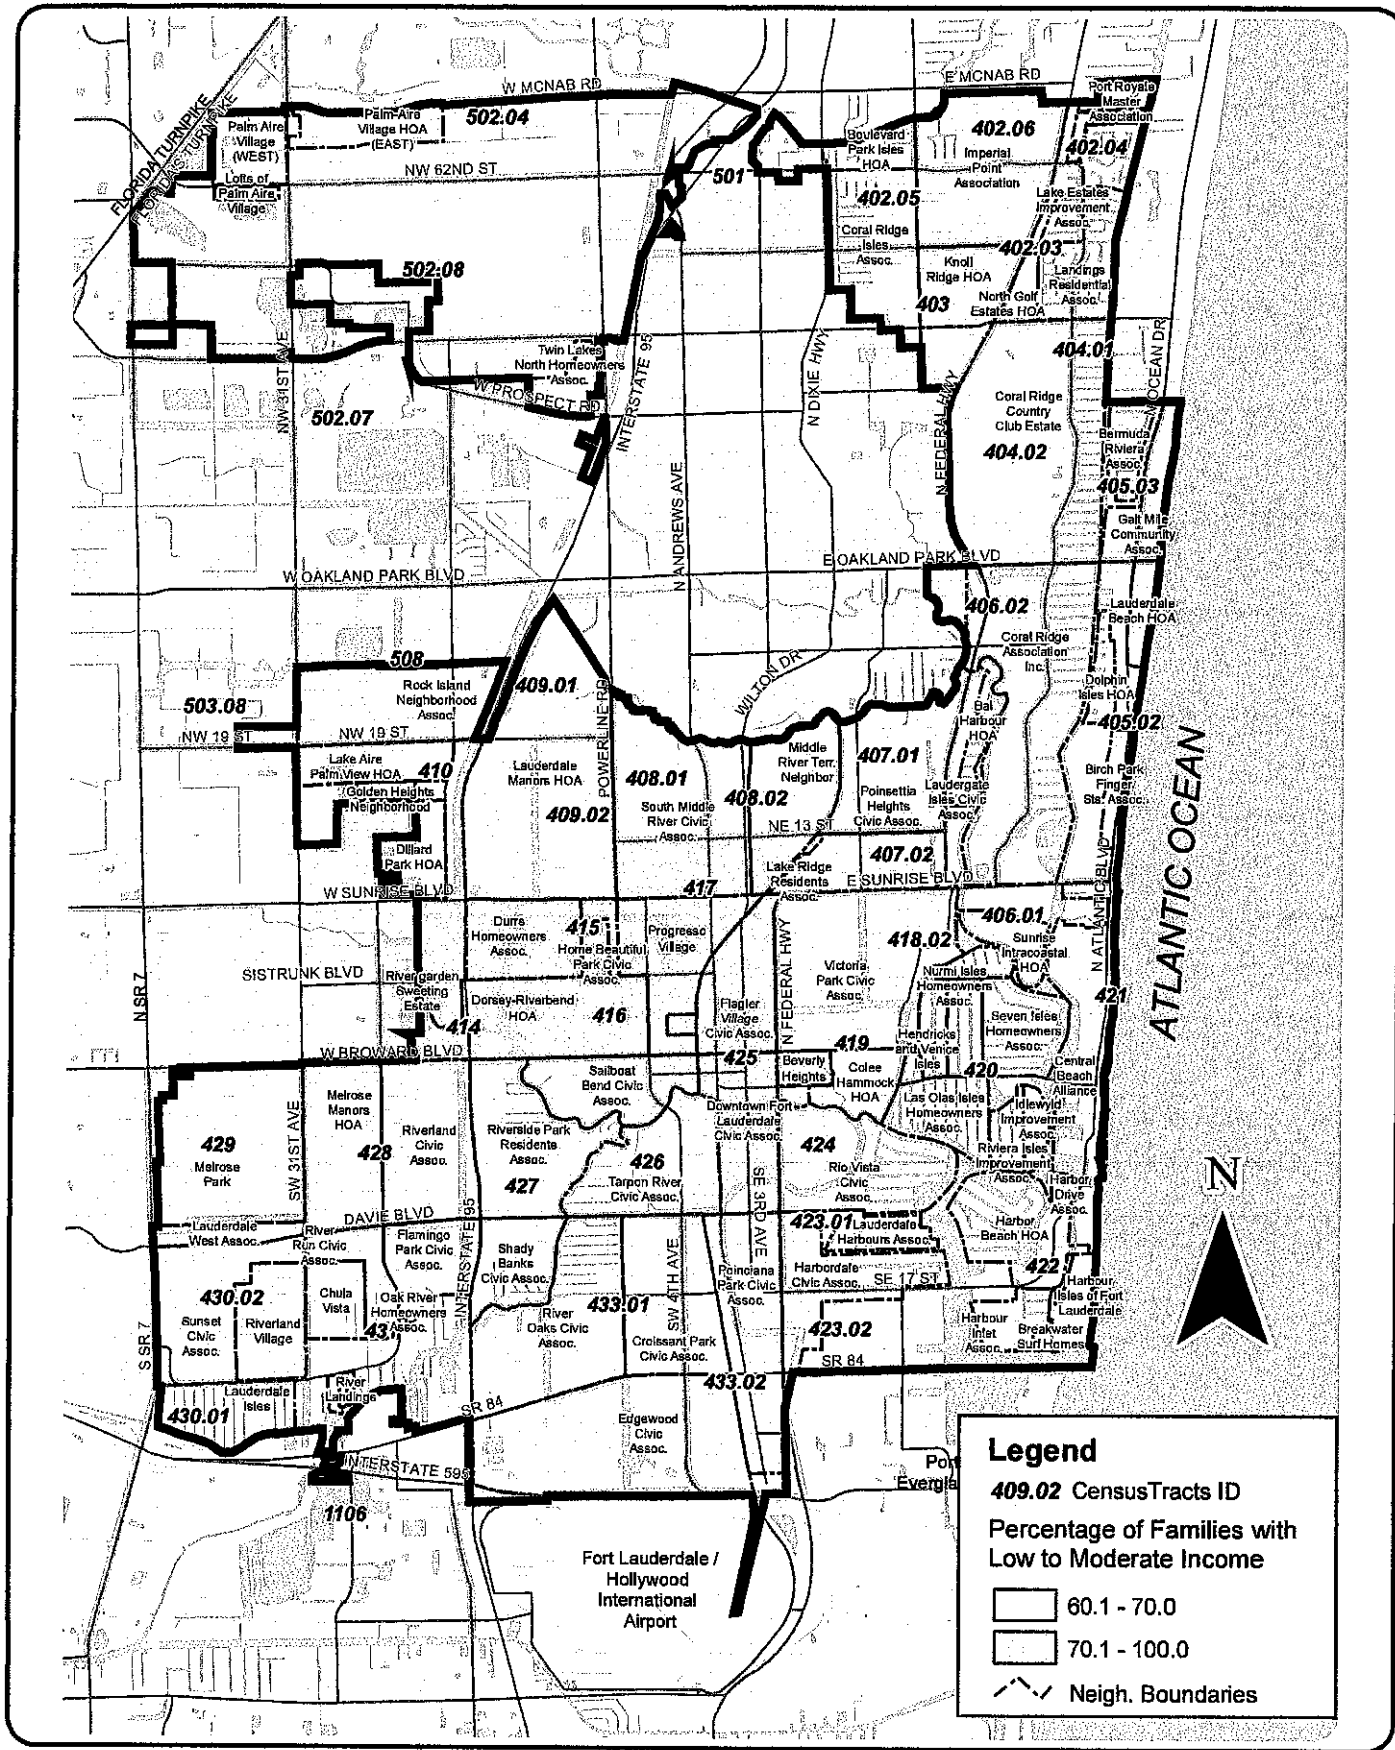 W MCNAB RD
E MCNAB RD
FLORIDA TURNPIKE
Palm Aire
Village
(WEST)
Palm-Aire
Village HOA
(EAST)
502.04
Port Royale
Master
Association
402.06
402.04
Boulevard
Park Isles
HOA
Imperial
Point
Association
NW 62ND ST
501
Lofts of
Palm Aire
Village
402.05
Lake Estates
Improvement
Assoc.
Coral Ridge
Isles
Assoc.
402.03
Knoll
Ridge HOA
Landings
Residential
Assoc.
502.08
403
North Golf
Estates HOA
NW 31ST AVE
INTERSTATE 95
N DIXIE HWY
N OCEAN DR
Twin Lakes
North Homeowners
Assoc.
404.01
W PROSPECT RD
N FEDERAL HWY
502.07
Coral Ridge
Country
Club Estate
404.02
Bermuda
Riviera
Assoc.
405.03
N ANDREWS AVE
Galt Mile
Community
Assoc.
E OAKLAND PARK BLVD
W OAKLAND PARK BLVD
406.02
Lauderdale
Beach HOA
Coral Ridge
Association
Inc.
508
Rock Island
Neighborhood
Assoc.
409.01
WILTON DR
POWERLINE RD
Dolphin
Isles HOA
503.08
NW 19 ST
NW 19 ST
Bal
Harbour
HOA
405.02
Lake Aire
Palm View HOA
410
Golden Heights
Neighborhood
Lauderdale
Manors HOA
409.02
408.01
South Middle
River Civic
Assoc.
408.02
Middle
River Terr.
Neighbor
407.01
Poinsettia
Heights
Civic Assoc.
Laudergate
Isles Civic
Assoc.
Birch Park
Finger
Sts. Assoc.
ATLANTIC OCEAN
NE 13 ST
407.02
Dillard
Park HOA
Lake Ridge
Residents
Assoc.
W SUNRISE BLVD
417
E SUNRISE BLVD
N ATLANTIC BLVD
406.01
Durrs
Homeowners
Assoc.
415
Home Beautiful
Park Civic
Assoc.
Progresso
Village
418.02
Sunrise
Intracoastal
HOA
N SR 7
SISTRUNK BLVD
River garden
Sweeting
Estate
414
Dorsey-Riverbend
HOA
416
Flagler
Village
Civic Assoc.
N FEDERAL HWY
Victoria
Park Civic
Assoc.
Nurmi Isles
Homeowners
Assoc.
421
Seven Isles
Homeowners
Assoc.
W BROWARD BLVD
425
419
Hendricks
and Venice
Isles
Beverly
Heights
Colee
Hammock
HOA
420
Central
Beach
Alliance
Sailboat
Bend Civic
Assoc.
Melrose
Manors
HOA
Las Olas Isles
Homeowners
Assoc.
Idlewyld
Improvement
Assoc.
Downtown Fort
Lauderdale
Civic Assoc.
429
Melrose
Park
SW 31ST AVE
428
Riverland
Civic
Assoc.
Riverside Park
Residents
Assoc.
427
426
Tarpon River
Civic Assoc.
424
Rio Vista
Civic
Assoc.
Riviera Isles
Improvement
Assoc.
Harbor
Drive
Assoc.
SE 3RD AVE
DAVIE BLVD
INTERSTATE 95
Lauderdale
West Assoc.
River
Run Civic
Assoc.
Flamingo
Park Civic
Assoc.
Shady
Banks
Civic Assoc.
SW 4TH AVE
423.01
Lauderdale
Harbours Assoc.
Harbor
Beach HOA
Poinciana
Park Civic
Assoc.
Harbordale
Civic Assoc.
SE 17 ST
422
430.02
Sunset
Civic
Assoc.
Riverland
Village
Chula
Vista
Oak River
Homeowners
Assoc.
River
Oaks Civic
Assoc.
433.01
Croissant Park
Civic Assoc.
423.02
Harbour
Isles of Fort
Lauderdale
Harbour
Inlet
Assoc.
Breakwater
Surf Homes
S SR 7
SR 84
433.02
430.01
Lauderdale
Isles
River
Landings
SR 84
Edgewood
Civic
Assoc.
INTERSTATE 595
1106
Fort Lauderdale /
Hollywood
International
Airport
N
Legend
409.02 CensusTracts ID
Percentage of Families with
Low to Moderate Income
60.1 - 70.0
70.1 - 100.0
Neigh. Boundaries